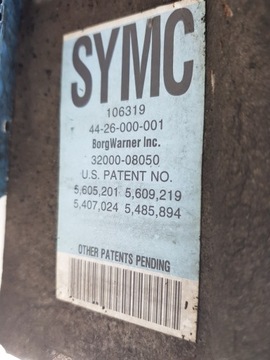 SYMC
106319
44-26-000-001
BorgWarner Inc.
32000-08050
U.S. PATENT NO.
5,605,201 5,609,219
5,407,024 5,485,894
OTHER PATENTS PENDING